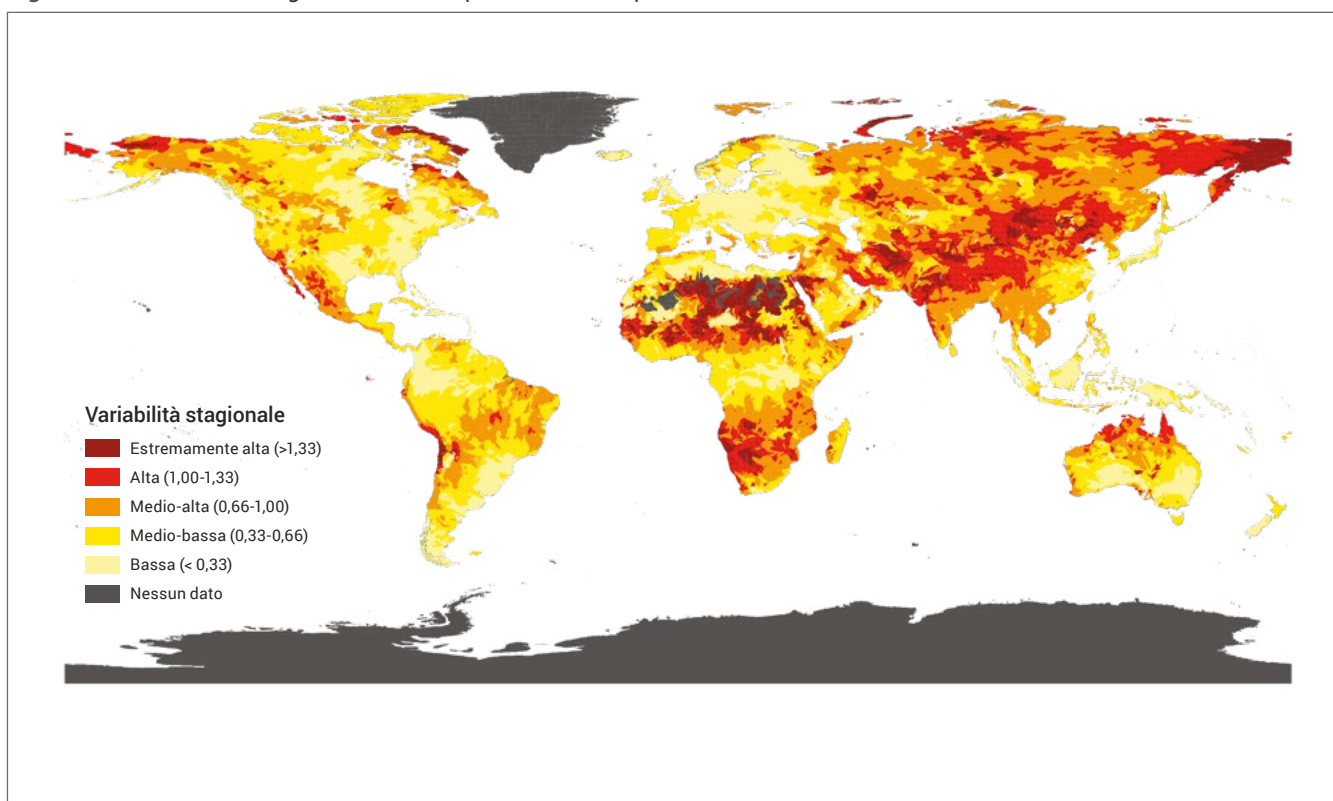 Variabilità stagionale
Estremamente alta (>1,33)
Alta (1,00-1,33)
Medio-alta (0,66-1,00)
Medio-bassa (0,33-0,66)
Bassa (< 0,33)
Nessun dato